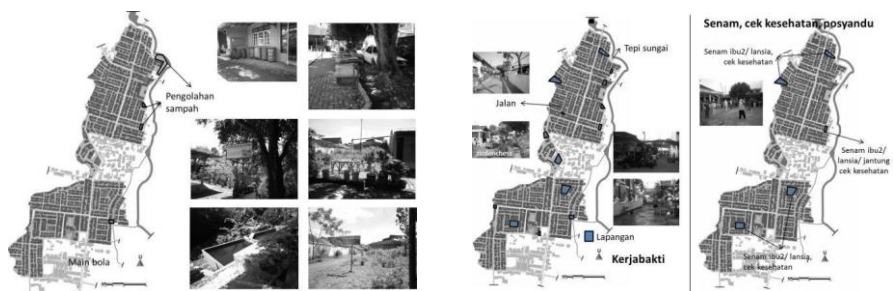 Pengolahan
sampah
Main bola
Tepi sungai
Jalan
Lapangan
Kerjabakti
Senam, cek kesehatan, posyandu
Senam ibu2/ lansia,
cek kesehatan
Senam ibu2/
lansia/ jantung
cek kesehatan
Senam ibu2/ lansia,
cek kesehatan